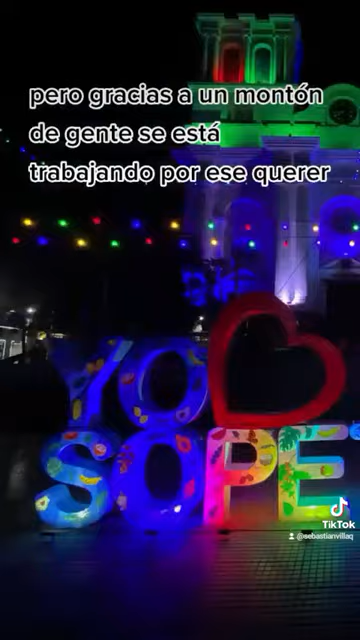 pero gracias a un montón
de gente se está
trabajando por ese querer
YO
SOPE
TikTok
@sebastianvillaq